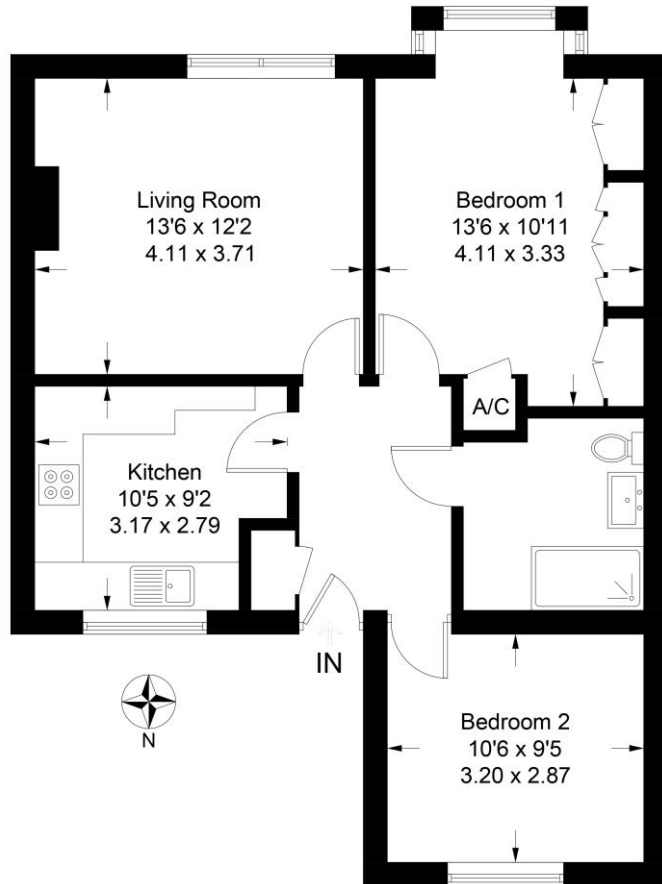 Living Room
13'6 x 12'2
4.11 x 3.71
Bedroom 1
13'6 x 10'11
4.11 x 3.33
A/C
Kitchen
10'5 x 9'2
3.17 x 2.79
IN
N
Bedroom 2
10'6 x 9'5
3.20 x 2.87